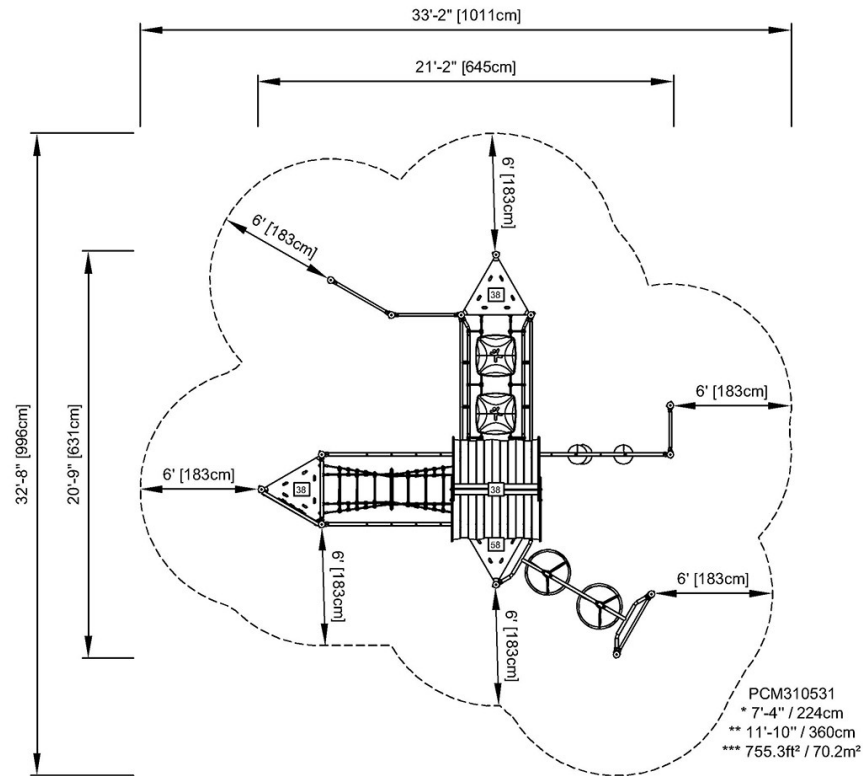 33'-2" [1011cm]
21'-2" [645cm]
6' [183cm]
6' [183cm]
38
32'-8" [996cm]
20'-9" [631cm]
6' [183cm]
6' [183cm]
38
38
58
6' [183cm]
6' [183cm]
6' [183cm]
PCM310531
* 7'-4" / 224cm
** 11'-10" / 360cm
*** 755.3ft² / 70.2m²